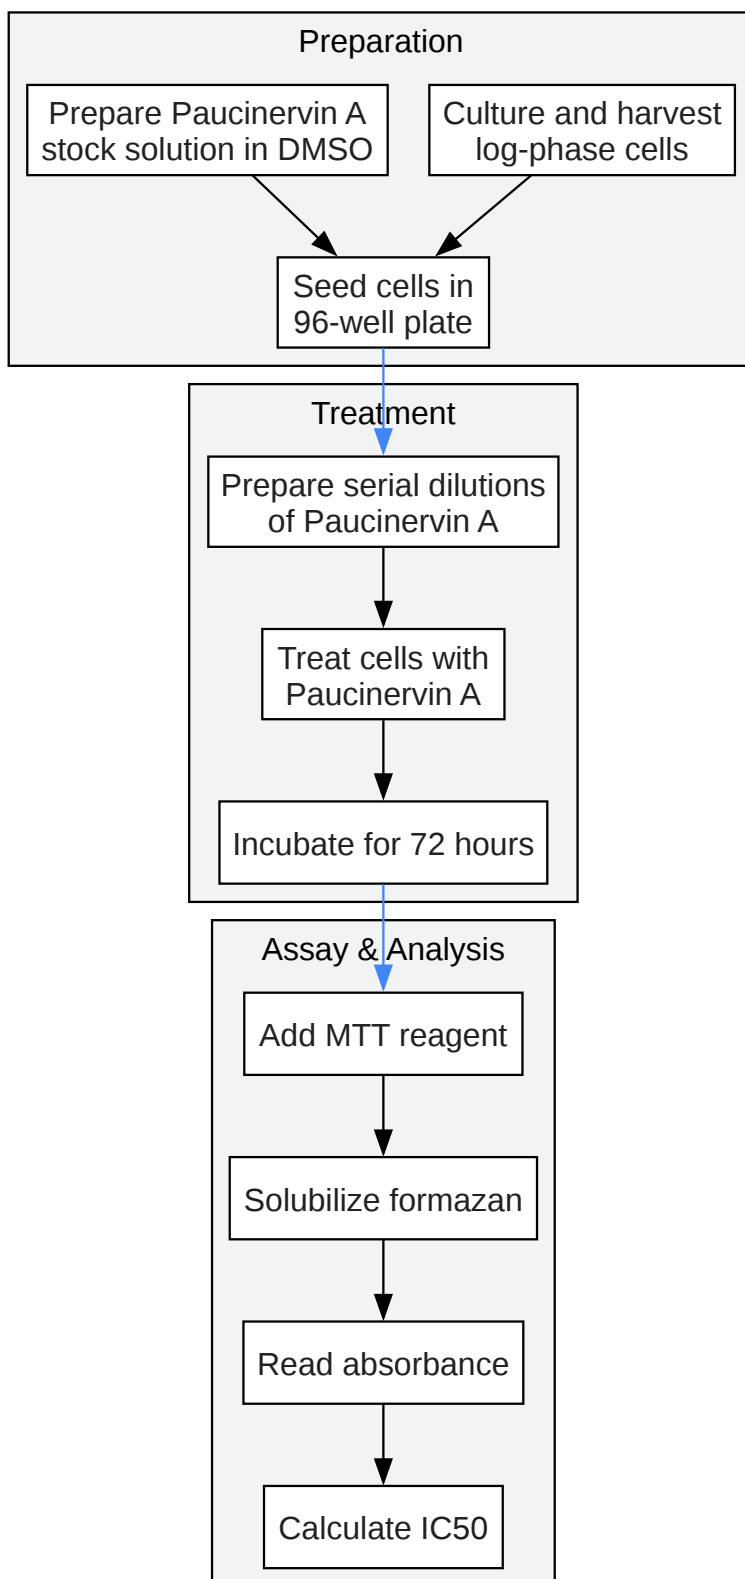 Preparation
Prepare Paucinervin A
stock solution in DMSO
Culture and harvest
log-phase cells
Seed cells in
96-well plate
Treatment
Prepare serial dilutions
of Paucinervin A
Treat cells with
Paucinervin A
Incubate for 72 hours
Assay & Analysis
Add MTT reagent
Solubilize formazan
Read absorbance
Calculate IC50